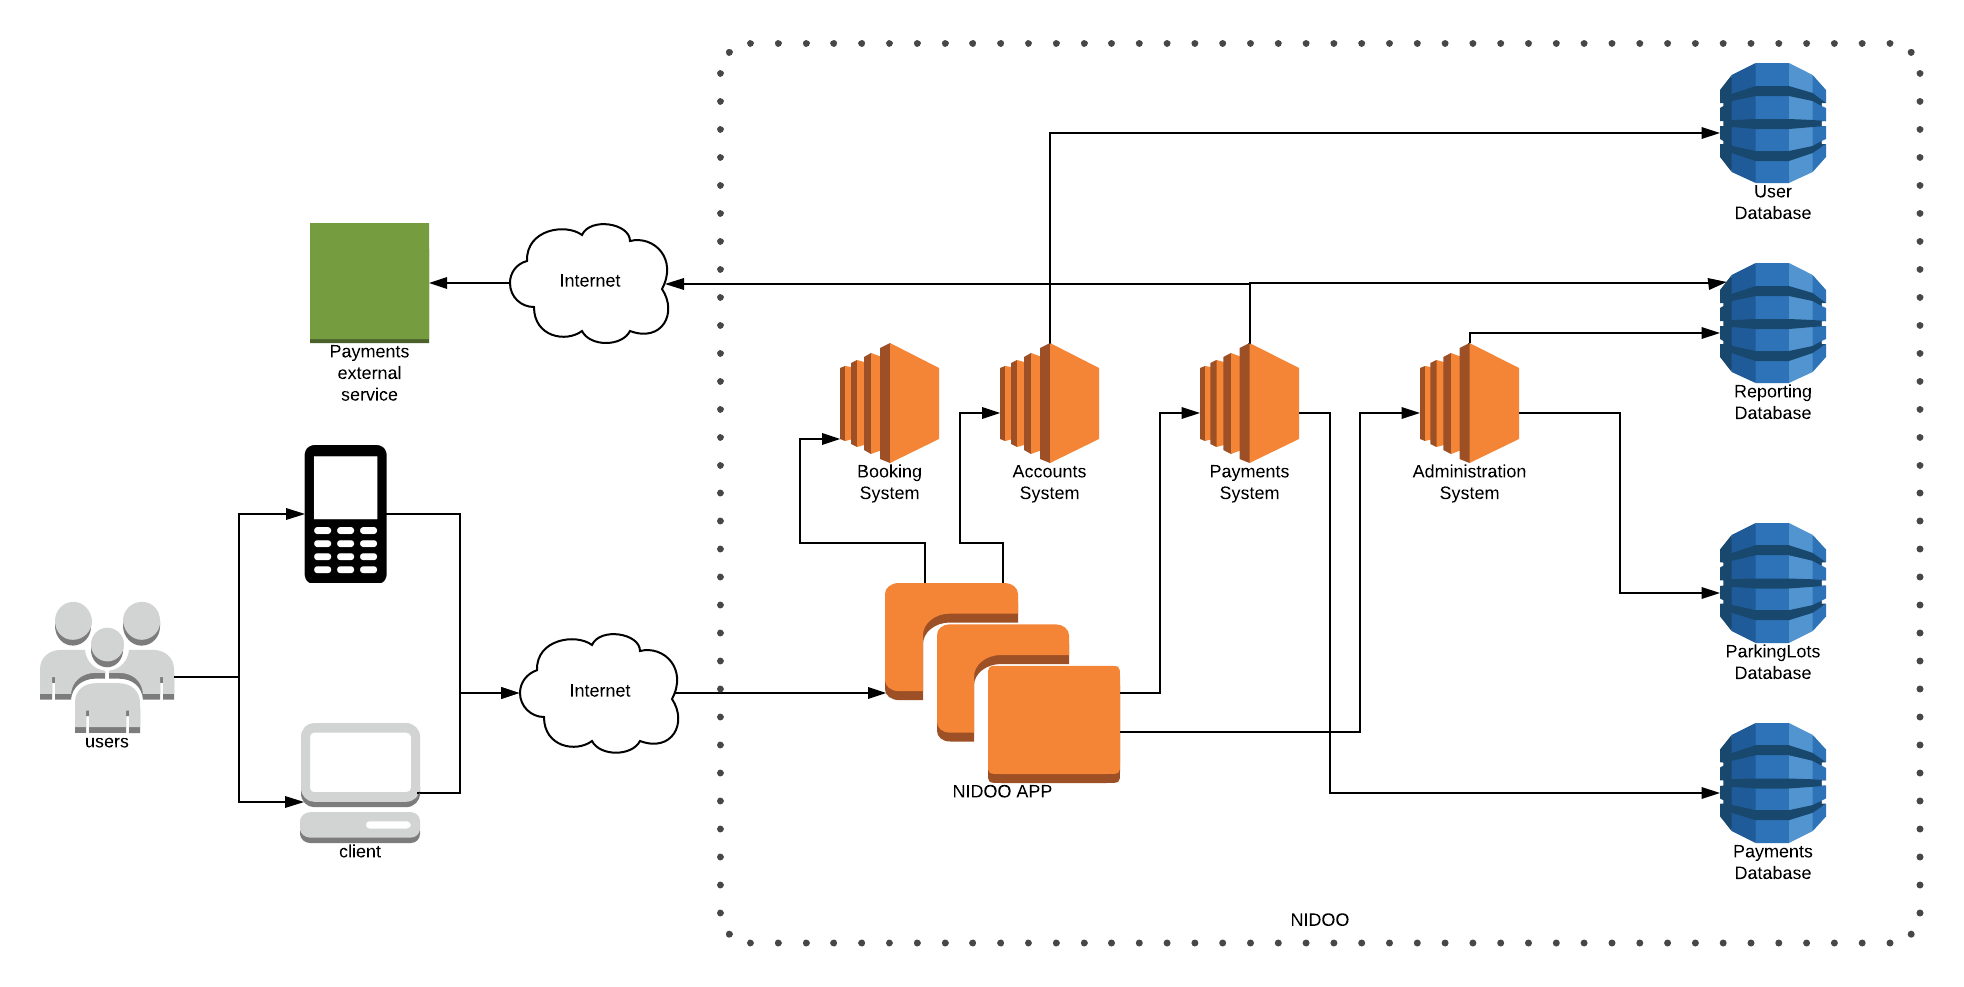 User
Database
Internet
Payments
external
service
Reporting
Database
Booking
System
Accounts
System
Payments
System
Administration
System
ParkingLots
Database
Internet
users
client
NIDOO APP
Payments
Database
NIDOO